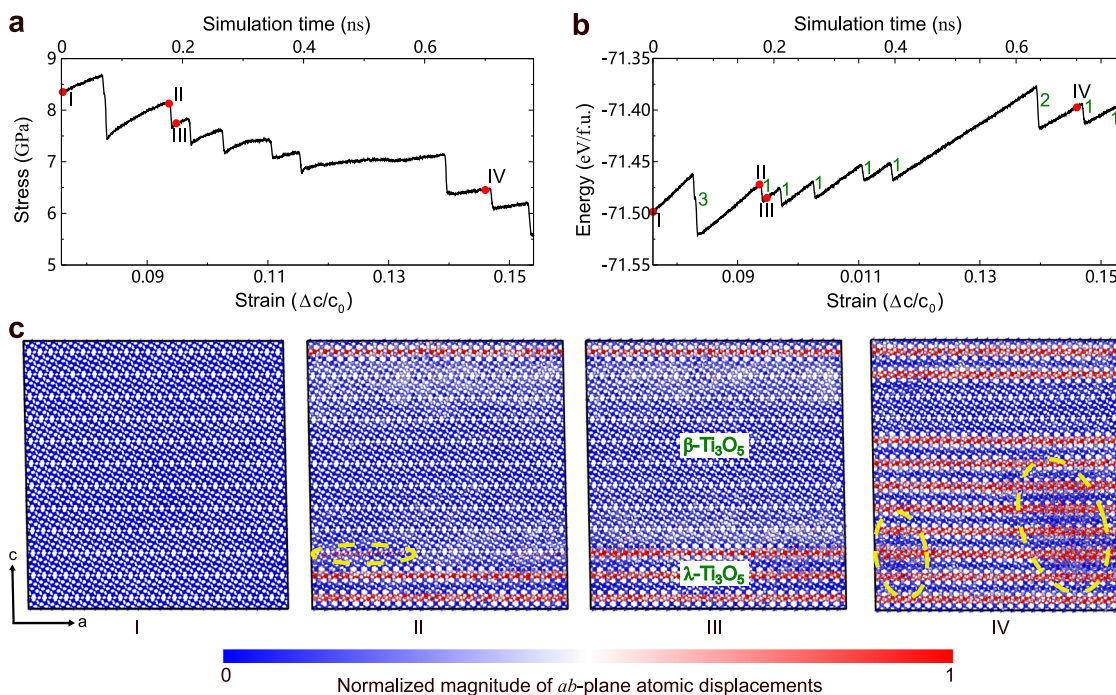 a
Simulation time (ns)
0 0.2 0.4 0.6
9
8
7
6
5
Stress (GPa)
I
II
III
IV
0.09 0.11 0.13 0.15
Strain (Δc/c0)
b
Simulation time (ns)
0 0.2 0.4 0.6
-71.35
-71.40
-71.45
-71.50
-71.55
Energy (eV/f.u.)
I
3
II
1
III
1
1
1
1
2
IV
1
1
0.09 0.011 0.13 0.15
Strain (Δc/c0)
c
β-Ti3O5
λ-Ti3O5
c
a
I II III IV
0 1
Normalized magnitude of ab-plane atomic displacements